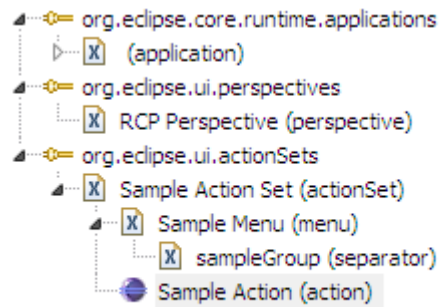 org.eclipse.core.runtime.applications
(application)
org.eclipse.ui.perspectives
RCP Perspective (perspective)
org.eclipse.ui.actionSets
Sample Action Set (actionSet)
Sample Menu (menu)
sampleGroup (separator)
Sample Action (action)